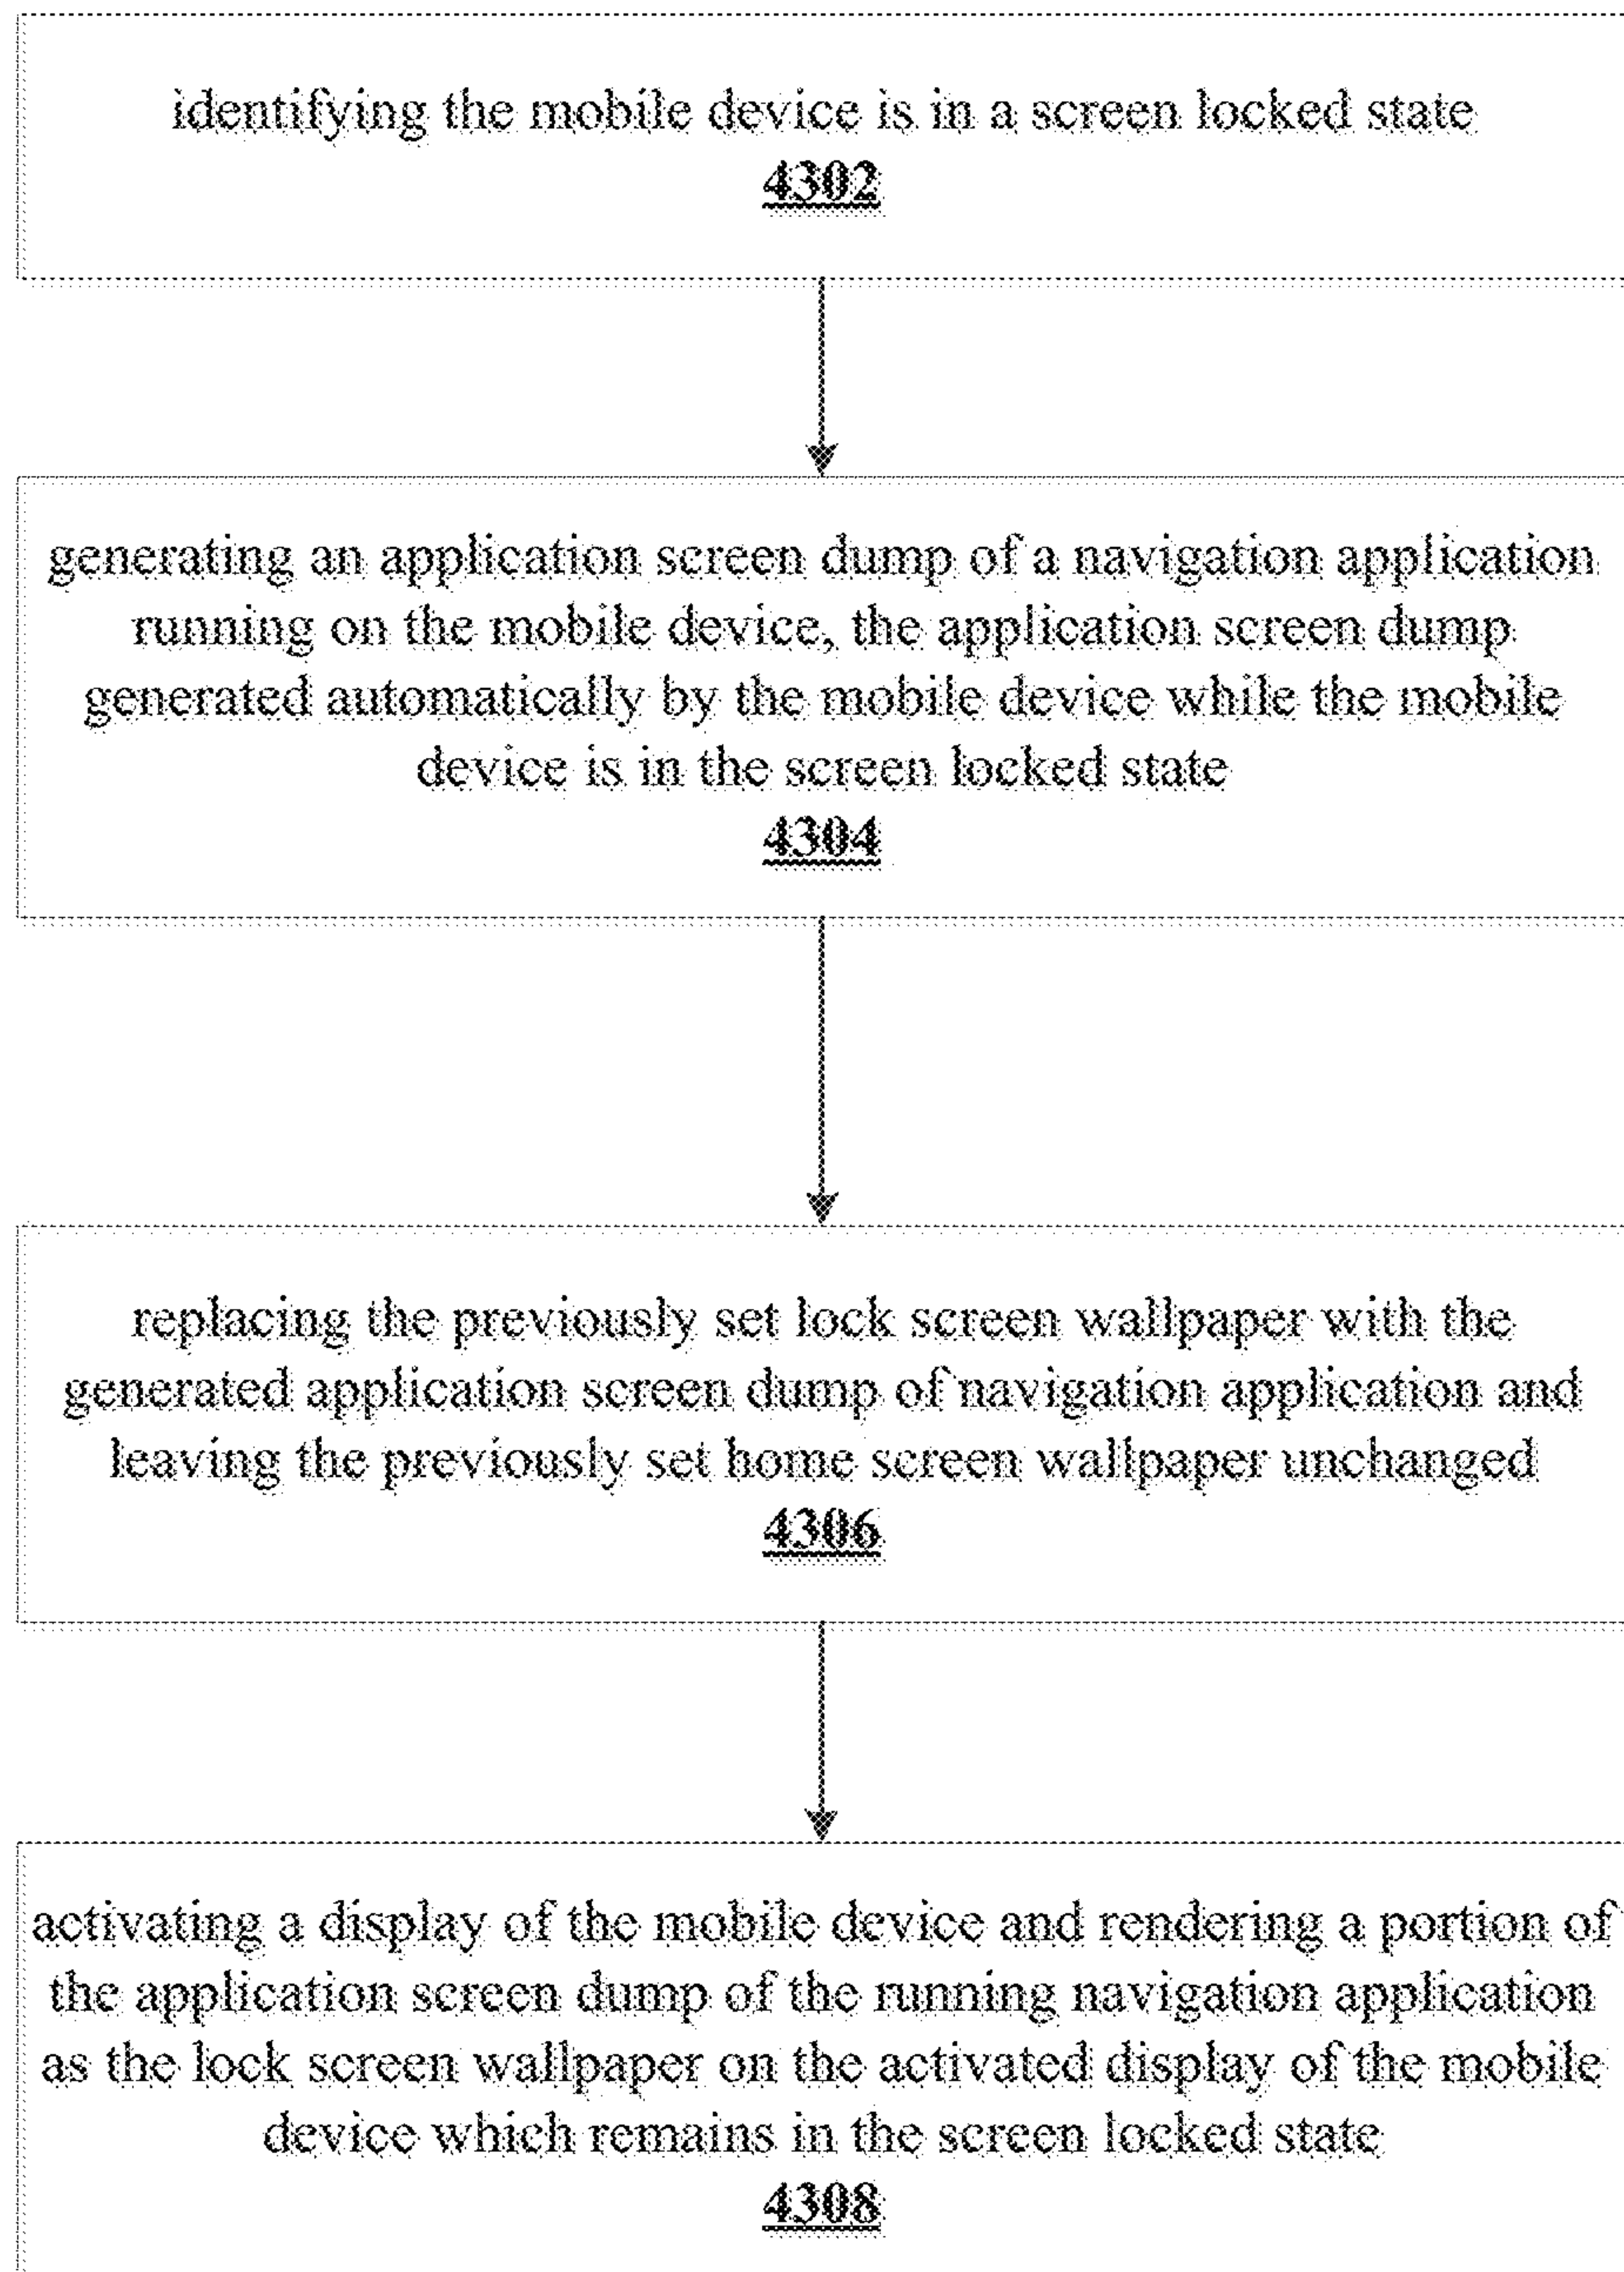 identifying the mobile device is in a screen locked state
4302
generating an application screen dump of a navigation application
running on the mobile device, the application screen dump
generated automatically by the mobile device while the mobile
device is in the screen locked state
4304
replacing the previously set lock screen wallpaper with the
generated application screen dump of navigation application and
leaving the previously set home screen wallpaper unchanged
4306
activating a display of the mobile device and rendering a portion of
the application screen dump of the running navigation application
as the lock screen wallpaper on the activated display of the mobile
device which remains in the screen locked state
4308